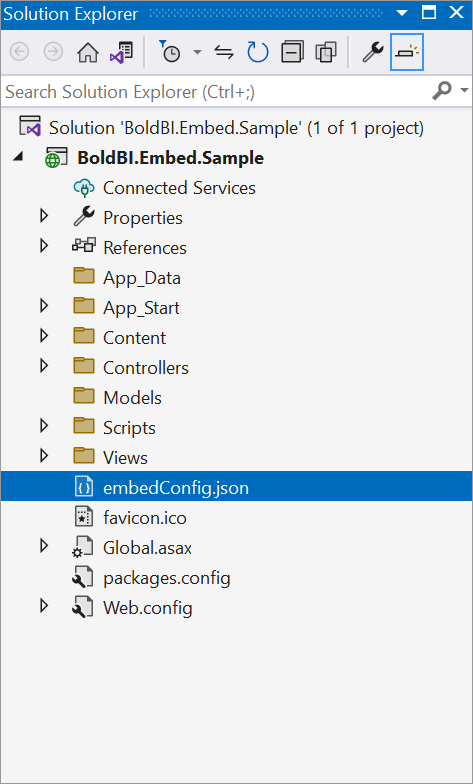 Solution Explorer
Search Solution Explorer (Ctrl+;)
Solution 'BoldBI.Embed.Sample' (1 of 1 project)
BoldBI.Embed.Sample
Connected Services
Properties
References
App_Data
App_Start
Content
Controllers
Models
Scripts
Views
embedConfig.json
favicon.ico
Global.asax
packages.config
Web.config